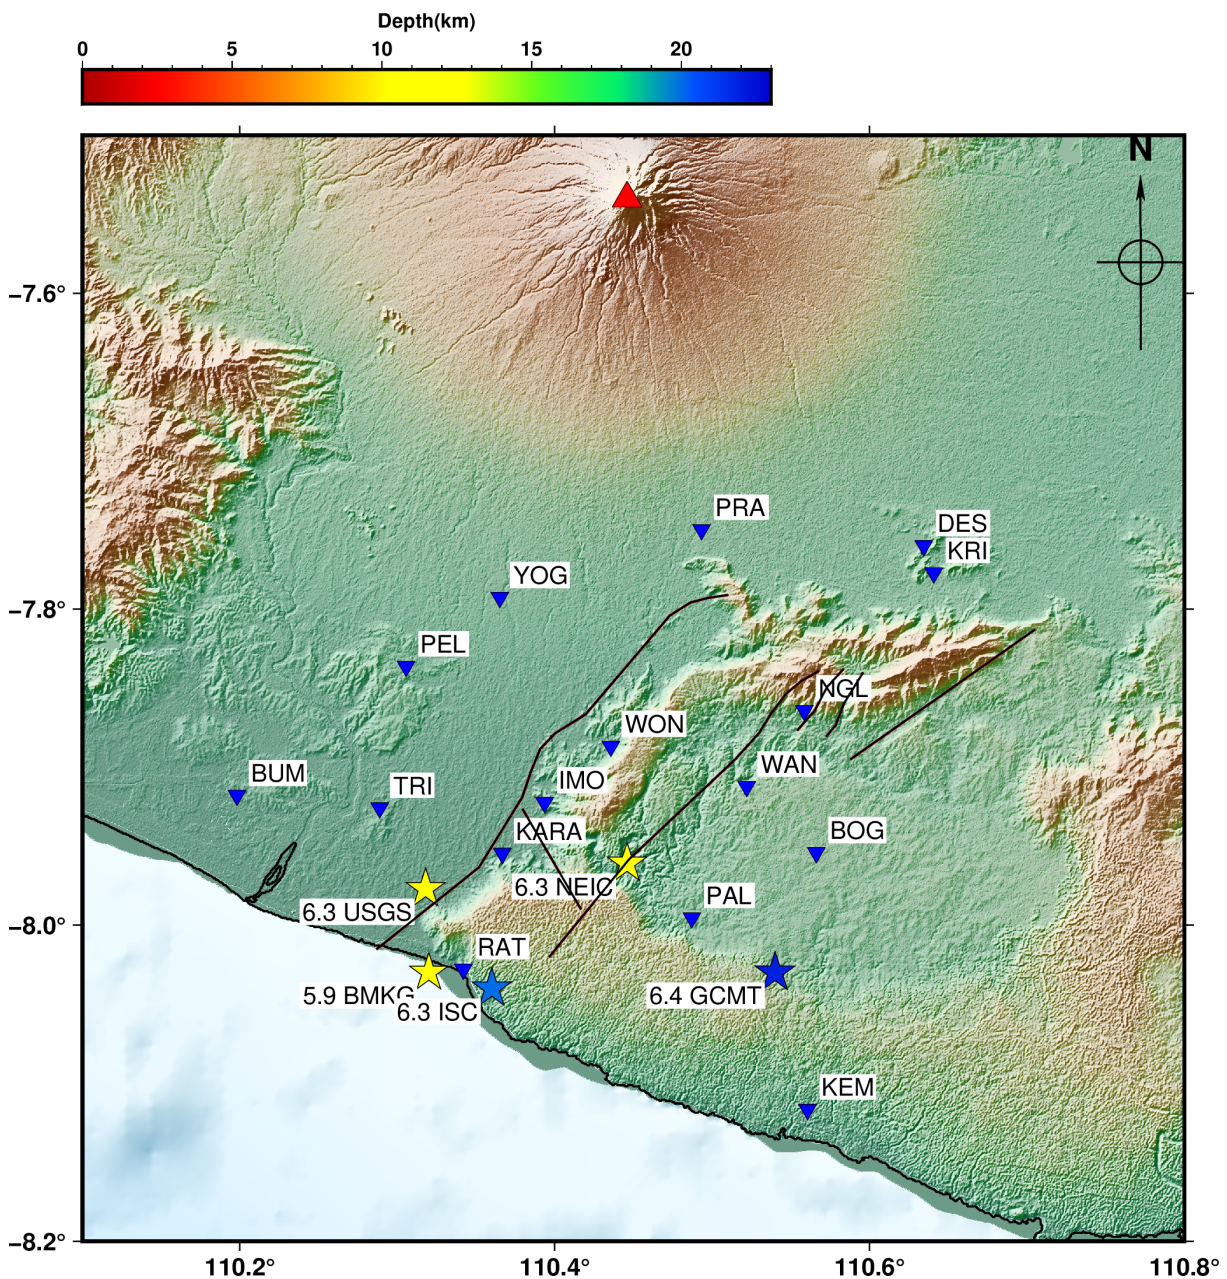 Depth(km)
0 5 10 15 20
N
−7.6°
PRA
DES
KRI
YOG
−7.8°
PEL
NGL
WON
WAN
BUM
IMO
TRI
KARA
BOG
6.3 NEIC
PAL
6.3 USGS
−8.0°
RAT
5.9 BMKG
6.4 GCMT
6.3 ISC
KEM
−8.2°
110.2° 110.4° 110.6° 110.8°